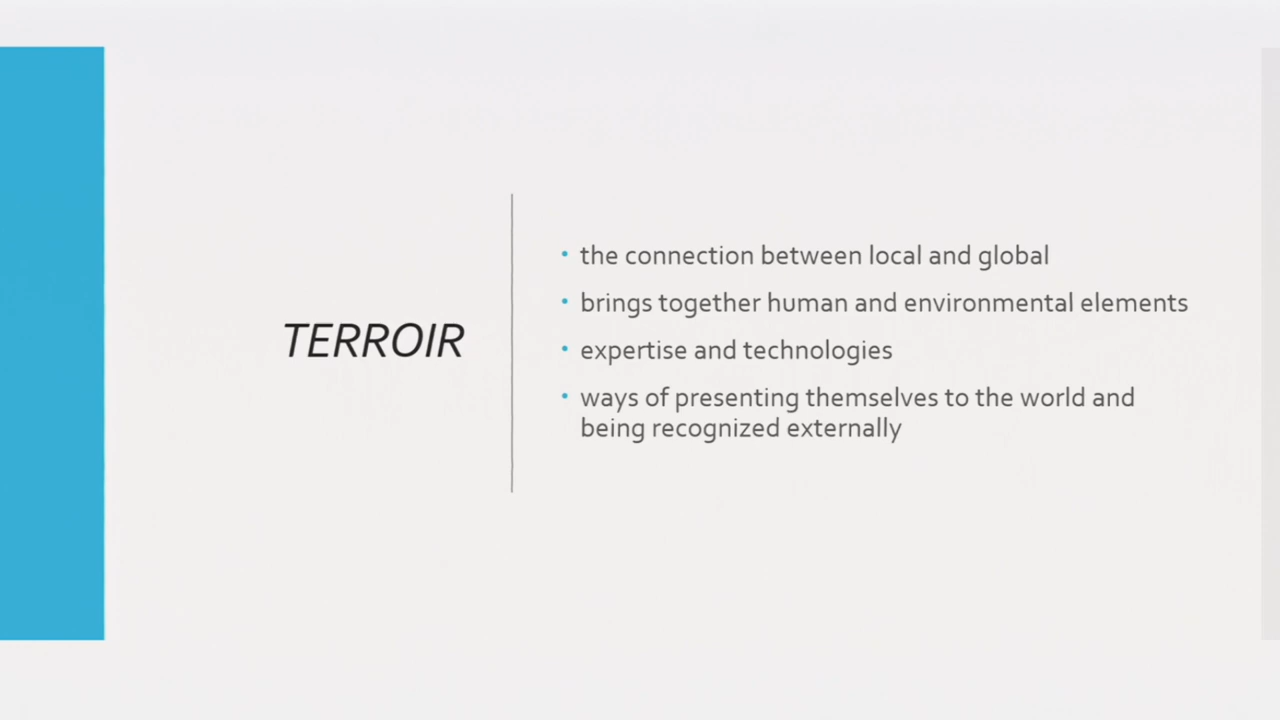 TERROIR
• the connection between local and global
• brings together human and environmental elements
• expertise and technologies
• ways of presenting themselves to the world and
being recognized externally